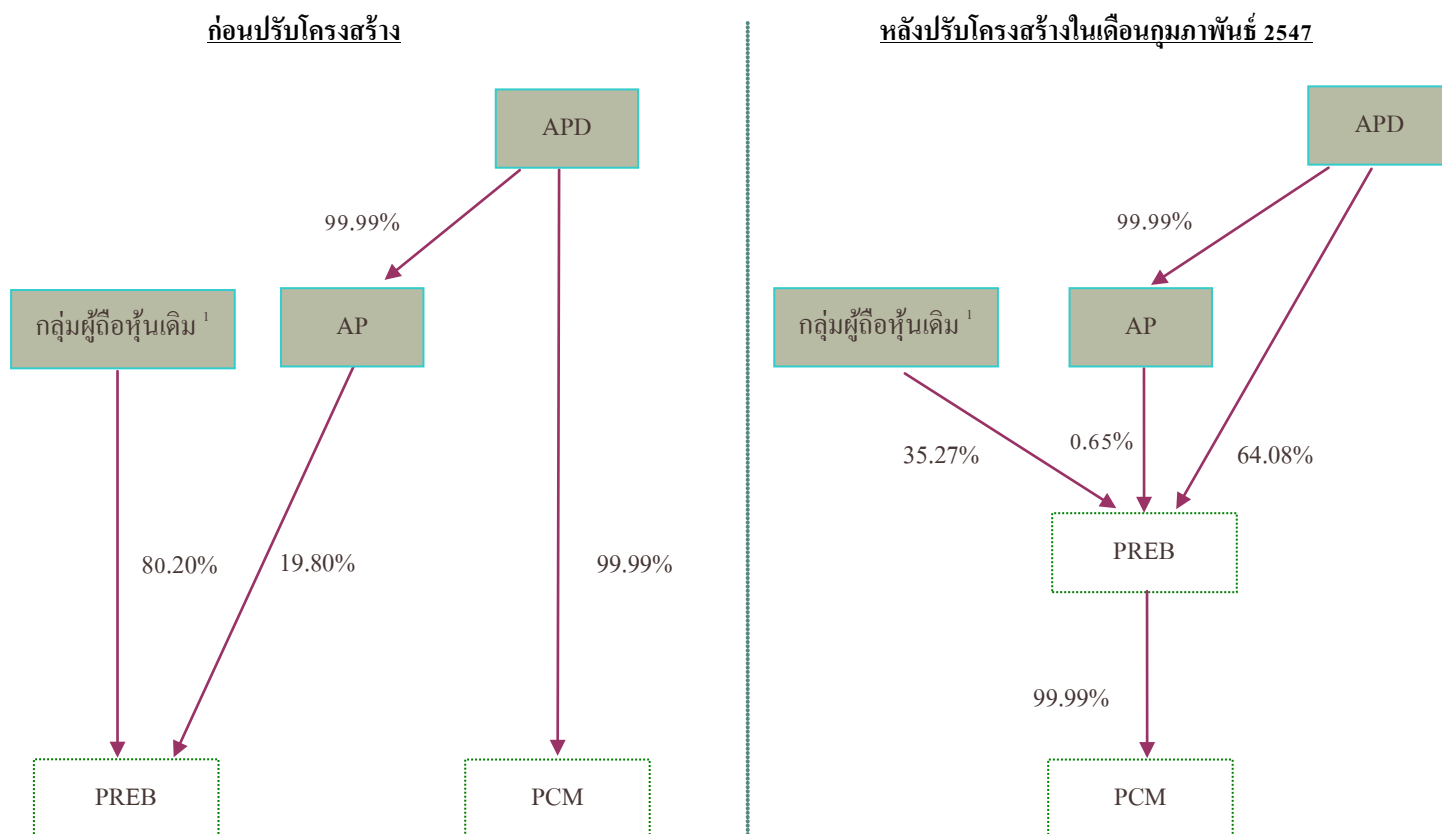 ก่อนปรับโครงสร้าง
APD
99.99%
กลุ่มผู้ถือหุ้นเดิม 1
AP
80.20%
19.80%
99.99%
PREB
PCM
หลังปรับโครงสร้างในเดือนกุมภาพันธ์ 2547
APD
99.99%
กลุ่มผู้ถือหุ้นเดิม 1
AP
35.27%
0.65%
64.08%
PREB
99.99%
PCM